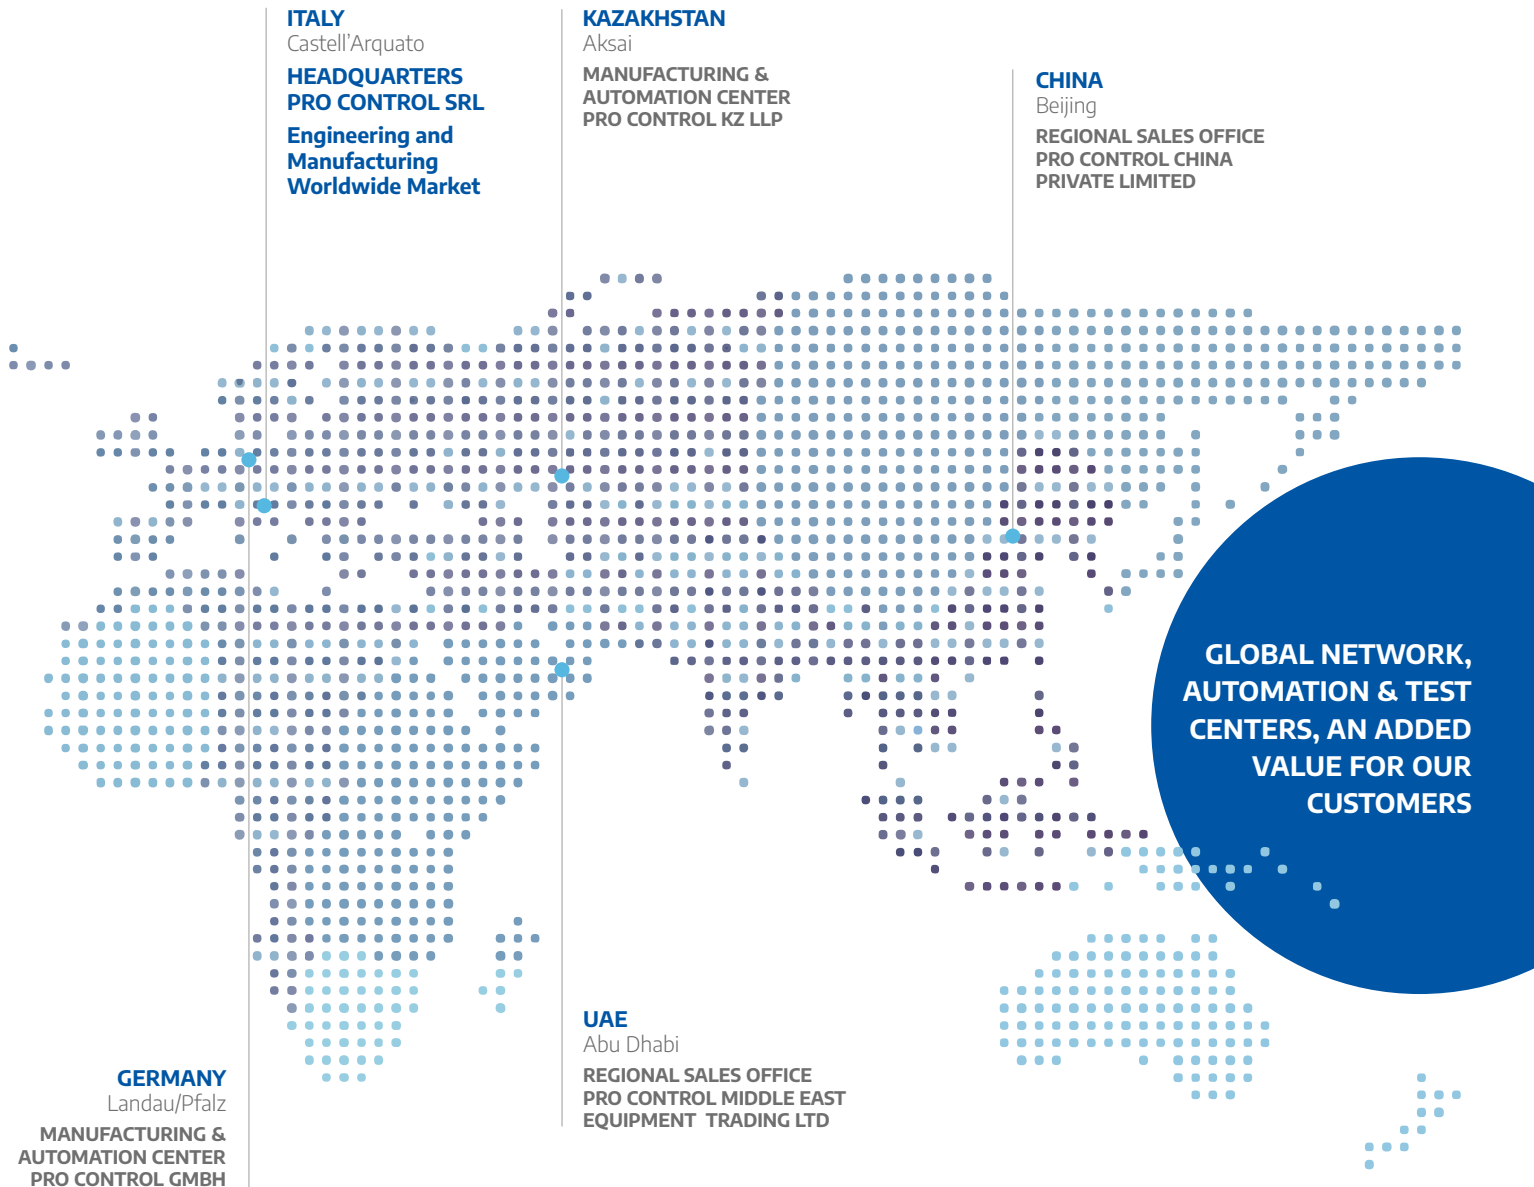 ITALY
Castell'Arquato
HEADQUARTERS
PRO CONTROL SRL
Engineering and
Manufacturing
Worldwide Market
KAZAKHSTAN
Aksai
MANUFACTURING &
AUTOMATION CENTER
PRO CONTROL KZ LLP
CHINA
Beijing
REGIONAL SALES OFFICE
PRO CONTROL CHINA
PRIVATE LIMITED
GLOBAL NETWORK,
AUTOMATION & TEST
CENTERS, AN ADDED
VALUE FOR OUR
CUSTOMERS
UAE
Abu Dhabi
REGIONAL SALES OFFICE
PRO CONTROL MIDDLE EAST
EQUIPMENT TRADING LTD
GERMANY
Landau/Pfalz
MANUFACTURING &
AUTOMATION CENTER
PRO CONTROL GMBH